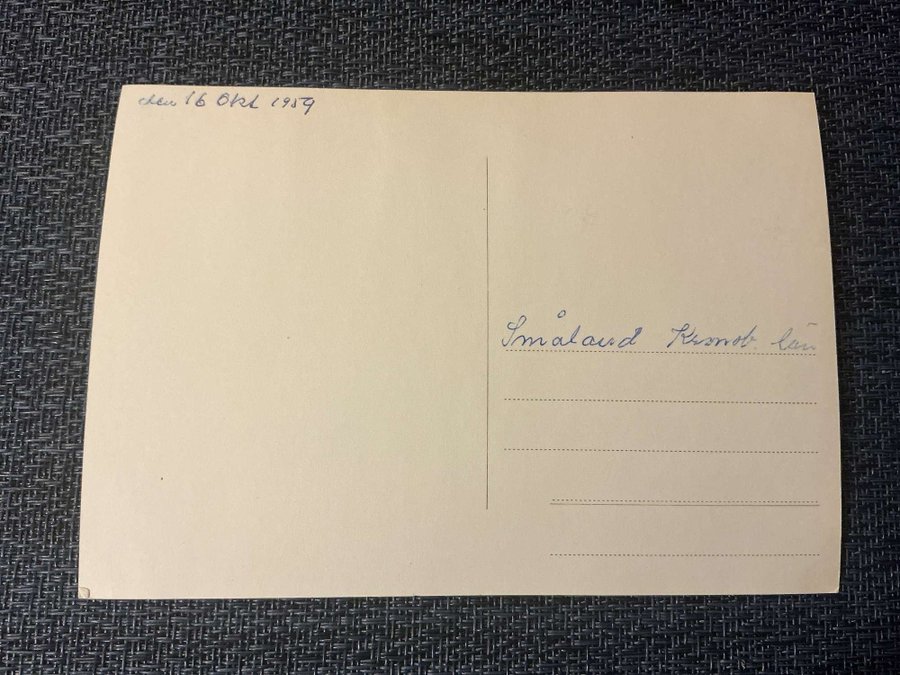 den 16 Okt 1959
Småland Kronob. län